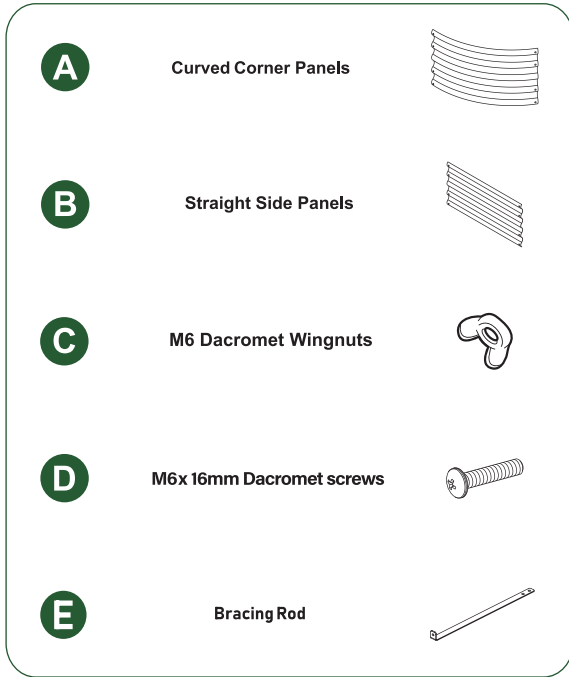 A Curved Corner Panels
B Straight Side Panels
C M6 Dacromet Wingnuts
D M6x 16mm Dacromet screws
E Bracing Rod